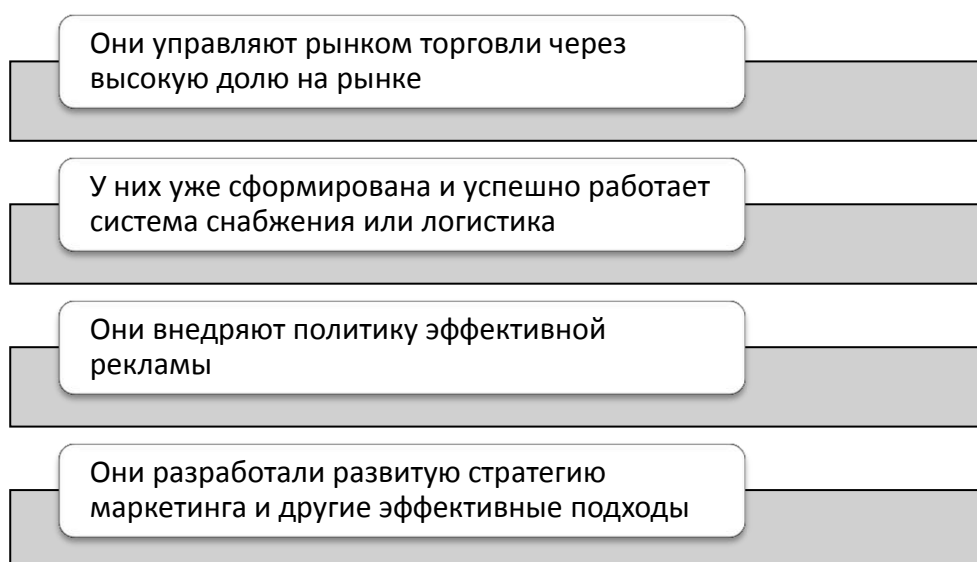 Они управляют рынком торговли через
высокую долю на рынке
У них уже сформирована и успешно работает
система снабжения или логистика
Они внедряют политику эффективной
рекламы
Они разработали развитую стратегию
маркетинга и другие эффективные подходы